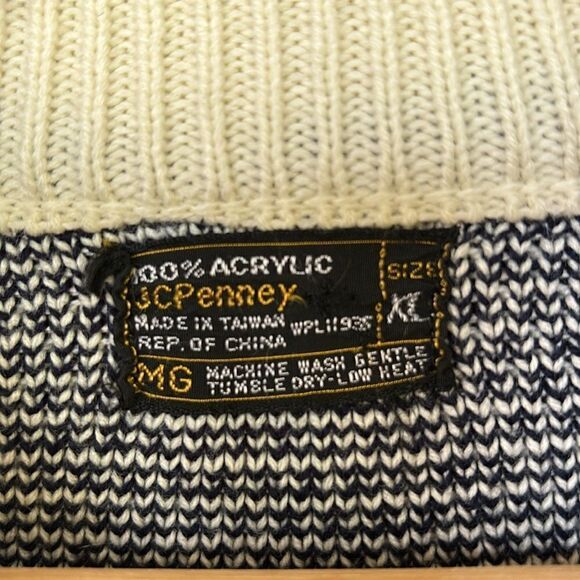 100% ACRYLIC
JCPenney
MADE IN TAIWAN WPL11935
REP. OF CHINA
SIZE
XL
MG MACHINE WASH GENTLE
TUMBLE DRY-LOW HEAT